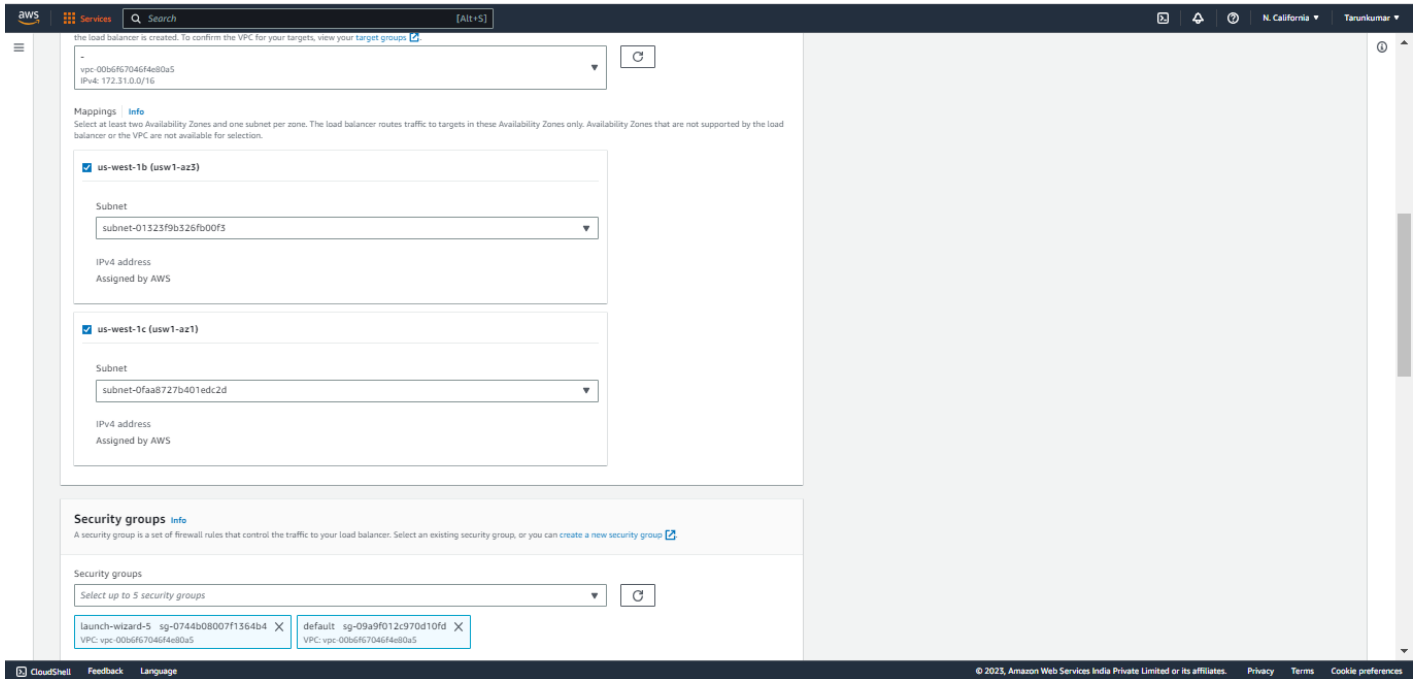 aws
Services
Search
[Alt+S]
N. California
Tarunkumar
the load balancer is created. To confirm the VPC for your targets, view your target groups.
-
vpc-00b6f67046f4e80a5
IPv4: 172.31.0.0/16
Mappings Info
Select at least two Availability Zones and one subnet per zone. The load balancer routes traffic to targets in these Availability Zones only. Availability Zones that are not supported by the load
balancer or the VPC are not available for selection.
us-west-1b (usw1-az3)
Subnet
subnet-01323f9b326fb00f3
IPv4 address
Assigned by AWS
us-west-1c (usw1-az1)
Subnet
subnet-0faa8727b401edc2d
IPv4 address
Assigned by AWS
Security groups Info
A security group is a set of firewall rules that control the traffic to your load balancer. Select an existing security group, or you can create a new security group.
Security groups
Select up to 5 security groups
launch-wizard-5 sg-0744b08007f1364b4
VPC: vpc-00b6f67046f4e80a5
default sg-09a9f012c970d10fd
VPC: vpc-00b6f67046f4e80a5
CloudShell Feedback Language
© 2023, Amazon Web Services India Private Limited or its affiliates. Privacy Terms Cookie preferences